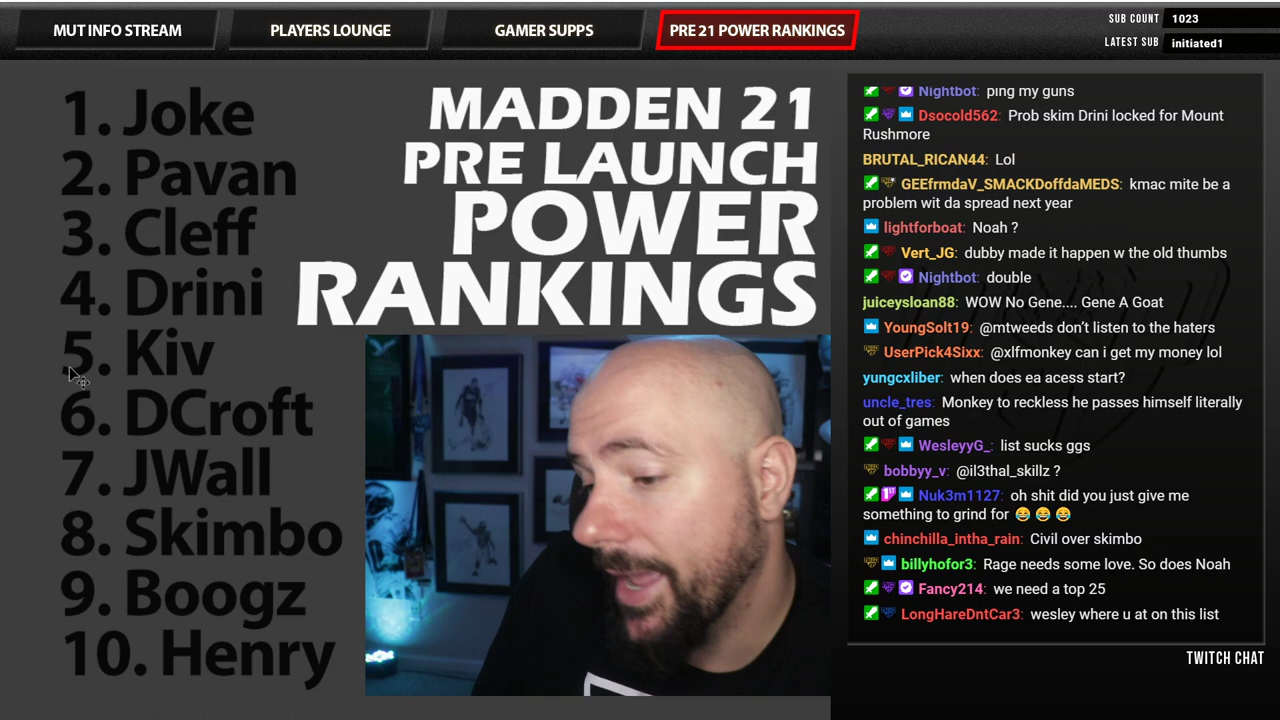 MUT INFO STREAM
PLAYERS LOUNGE
GAMER SUPPS
PRE 21 POWER RANKINGS
SUB COUNT 1023
LATEST SUB initiated1
1. Joke
2. Pavan
3. Cleff
4. Drini
5. Kiv
6. DCroft
7. JWall
8. Skimbo
9. Boogz
10. Henry
MADDEN 21
PRE LAUNCH
POWER
RANKINGS
Nightbot: ping my guns
Dsocold562: Prob skim Drini locked for Mount
Rushmore
BRUTAL_RICAN44: Lol
GEEfrmdaV_SMACKDoffdaMEDS: kmac mite be a
problem wit da spread next year
lightforboat: Noah ?
Vert_JG: dubby made it happen w the old thumbs
Nightbot: double
juiceysloan88: WOW No Gene.... Gene A Goat
YoungSolt19: @mtweeds don't listen to the haters
UserPick4Sixx: @xlfmonkey can i get my money lol
yungcxliber: when does ea acess start?
uncle_tres: Monkey to reckless he passes himself literally
out of games
WesleyyG_: list sucks ggs
bobbyy_v: @il3thal_skillz ?
Nuk3m1127: oh shit did you just give me
something to grind for 😂 😂 😂
chinchilla_intha_rain: Civil over skimbo
billyhofor3: Rage needs some love. So does Noah
Fancy214: we need a top 25
LongHareDntCar3: wesley where u at on this list
TWITCH CHAT